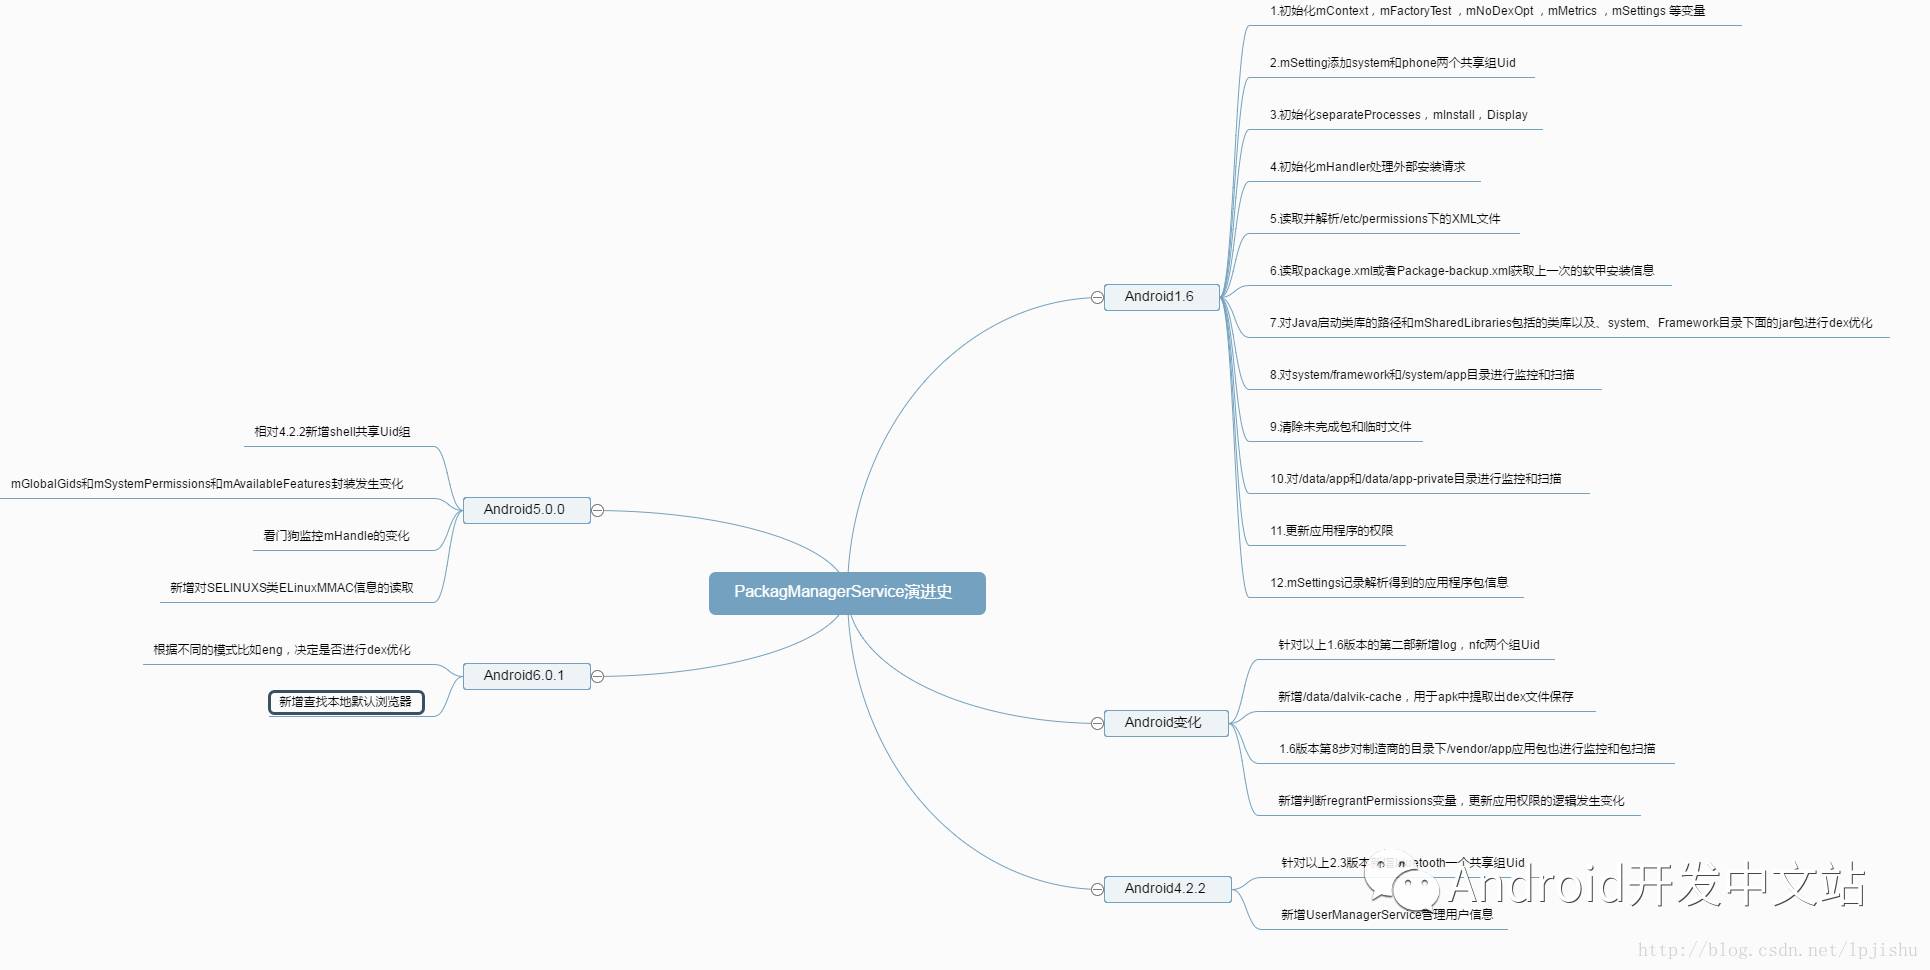 PackagManagerService演进史
Android1.6
1.初始化mContext，mFactoryTest ，mNoDexOpt ，mMetrics ，mSettings 等变量
2.mSetting添加system和phone两个共享组Uid
3.初始化separateProcesses，mInstall，Display
4.初始化mHandler处理外部安装请求
5.读取并解析/etc/permissions下的XML文件
6.读取package.xml或者Package-backup.xml获取上一次的软甲安装信息
7.对Java启动类库的路径和mSharedLibraries包括的类库以及、system、Framework目录下面的jar包进行dex优化
8.对system/framework和/system/app目录进行监控和扫描
9.清除未完成包和临时文件
10.对/data/app和/data/app-private目录进行监控和扫描
11.更新应用程序的权限
12.mSettings记录解析得到的应用程序包信息
Android变化
针对以上1.6版本的第二部新增log，nfc两个组Uid
新增/data/dalvik-cache，用于apk中提取出dex文件保存
1.6版本第8步对制造商的目录下/vendor/app应用包也进行监控和包扫描
新增判断regrantPermissions变量，更新应用权限的逻辑发生变化
Android4.2.2
针对以上2.3版本 etooth一个共享组Uid
新增UserManagerService管理用户信息
Android5.0.0
相对4.2.2新增shell共享Uid组
mGlobalGids和mSystemPermissions和mAvailableFeatures封装发生变化
看门狗监控mHandle的变化
新增对SELINUXS类ELinuxMMAC信息的读取
Android6.0.1
根据不同的模式比如eng，决定是否进行dex优化
新增查找本地默认浏览器
Android开发中文站
http://blog.csdn.net/lpjishu